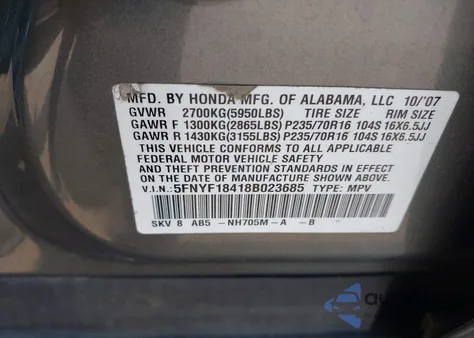 MFD. BY HONDA MFG. OF ALABAMA, LLC 10/'07
GVWR 2700KG(5950LBS) TIRE SIZE RIM SIZE
GAWR F 1300KG(2865LBS)P235/70R16 104S 16X6.5JJ
GAWR R 1430KG(3155LBS)P235/70R16 104S 16X6.5JJ
THIS VEHICLE CONFORMS TO ALL APPLICABLE
FEDERAL MOTOR VEHICLE SAFETY AND THEFT
PREVENTION STANDARDS IN EFFECT ON THE DATE
OF MANUFACTURE SHOWN ABOVE.
V.I.N.: 5FNYF18418B023685 TYPE: MPV
SKV 8 AB5 -NH705M-A -B